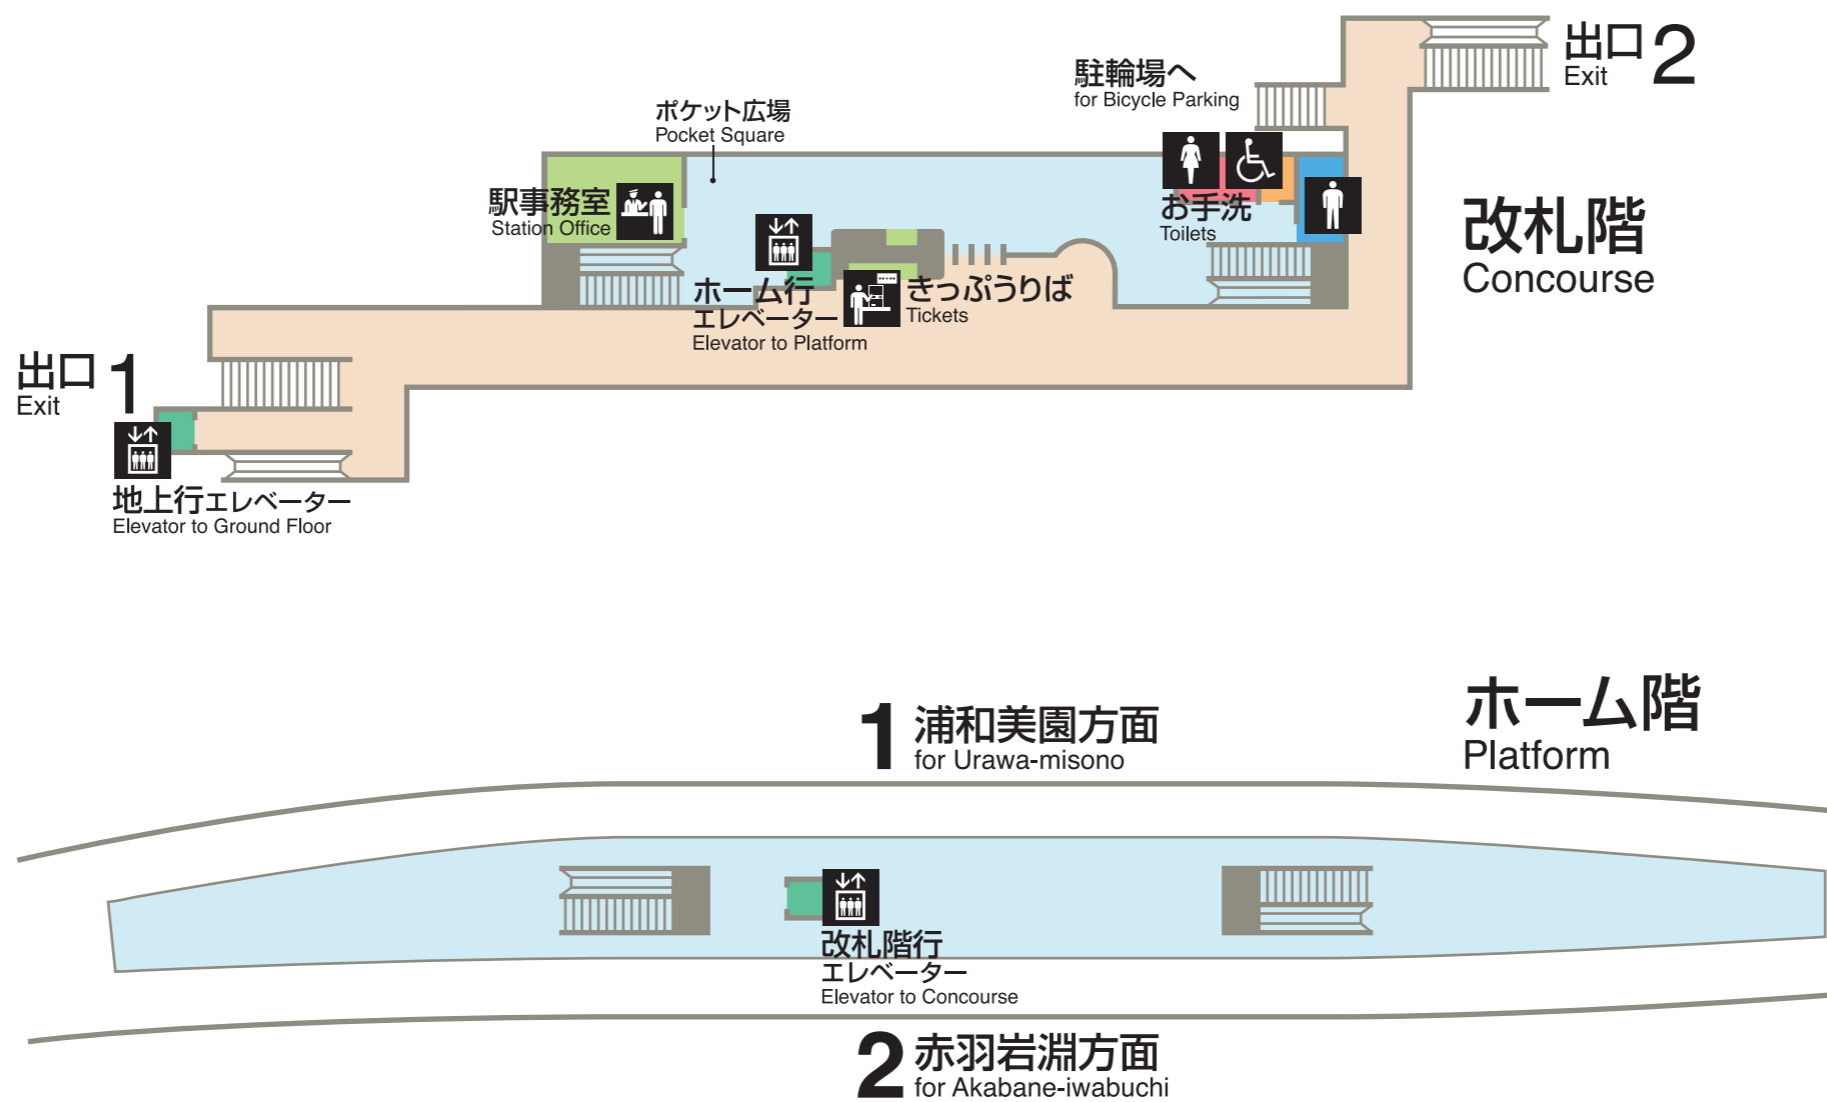 出口 2
Exit
駐輪場へ
for Bicycle Parking
ポケット広場
Pocket Square
駅事務室
Station Office
お手洗
Toilets
改札階
Concourse
ホーム行
エレベーター
Elevator to Platform
きっぷうりば
Tickets
出口 1
Exit
地上行エレベーター
Elevator to Ground Floor
ホーム階
Platform
1 浦和美園方面
for Urawa-misono
改札階行
エレベーター
Elevator to Concourse
2 赤羽岩淵方面
for Akabane-iwabuchi